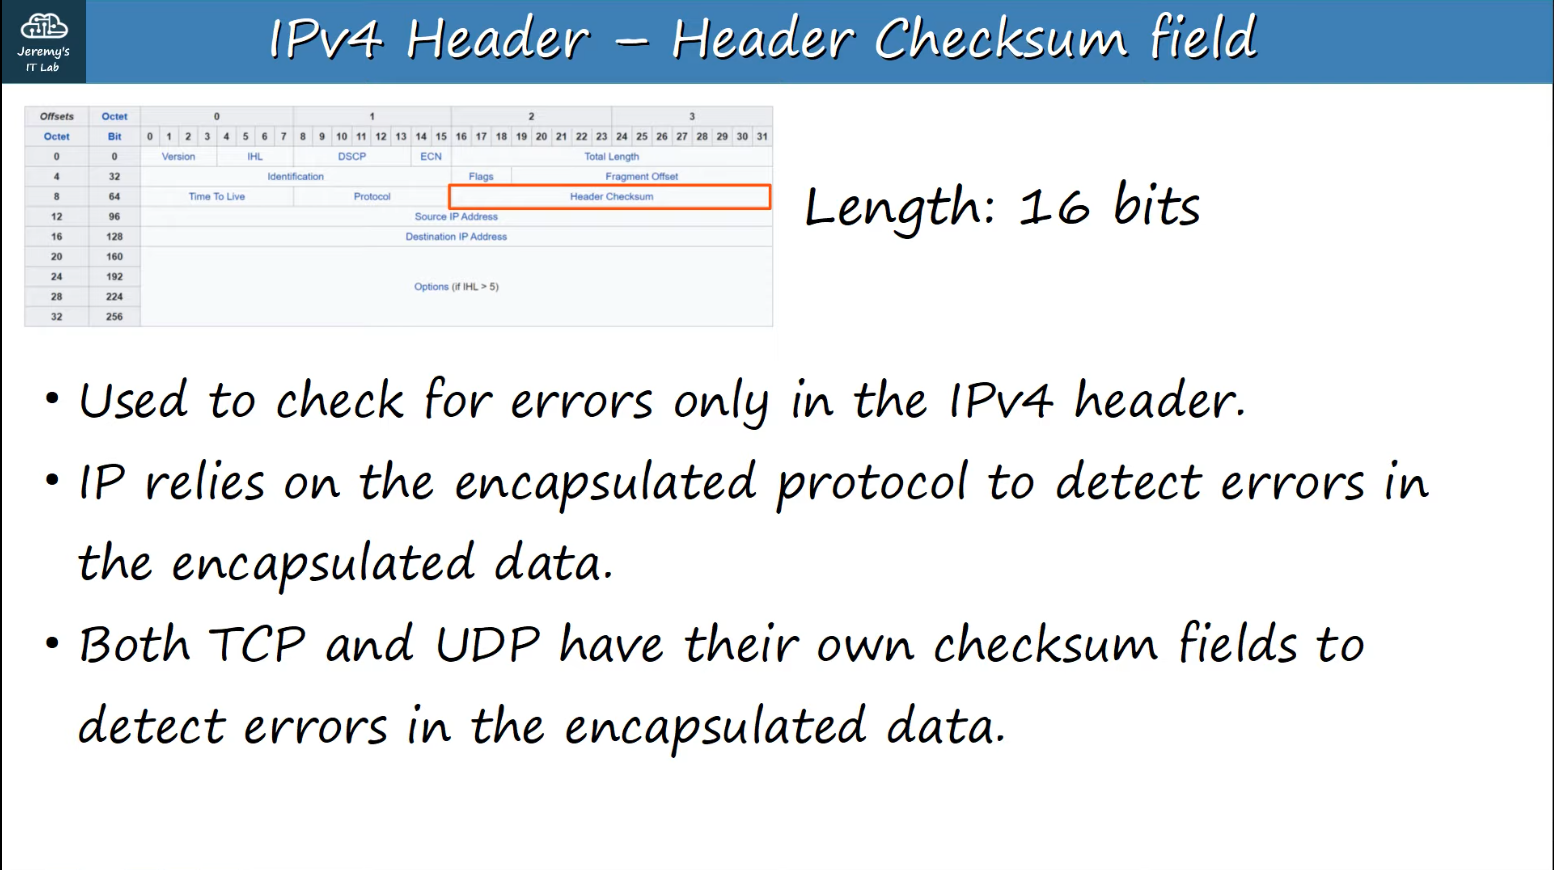 Jeremy's
IT Lab
IPv4 Header – Header Checksum field
Offsets Octet 0 1 2 3
Octet Bit 0 1 2 3 4 5 6 7 8 9 10 11 12 13 14 15 16 17 18 19 20 21 22 23 24 25 26 27 28 29 30 31
0 0 Version IHL DSCP ECN Total Length
4 32 Identification Flags Fragment Offset
8 64 Time To Live Protocol Header Checksum
12 96 Source IP Address
16 128 Destination IP Address
20 160
24 192
Options (if IHL > 5)
28 224
32 256
Length: 16 bits
• Used to check for errors only in the IPv4 header.
• IP relies on the encapsulated protocol to detect errors in
the encapsulated data.
• Both TCP and UDP have their own checksum fields to
detect errors in the encapsulated data.